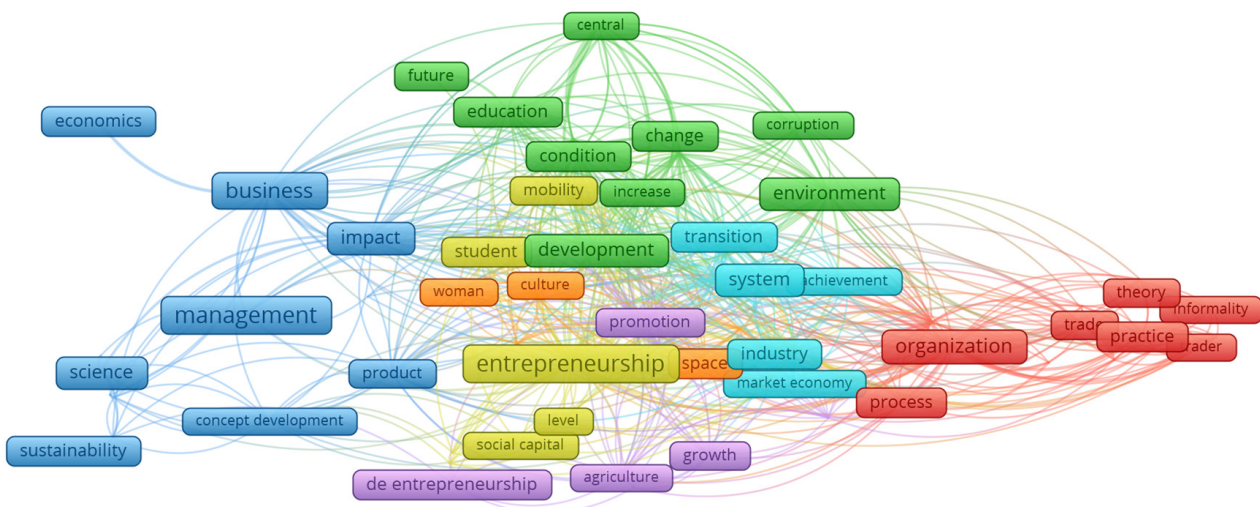 central
future
education
economics
change
corruption
condition
mobility
increase
business
environment
impact
transition
student
development
system
achievement
woman
culture
theory
informality
management
promotion
trade
practice
trader
organization
entrepreneurship
space
industry
science
product
market economy
process
concept development
level
social capital
sustainability
growth
de entrepreneurship
agriculture